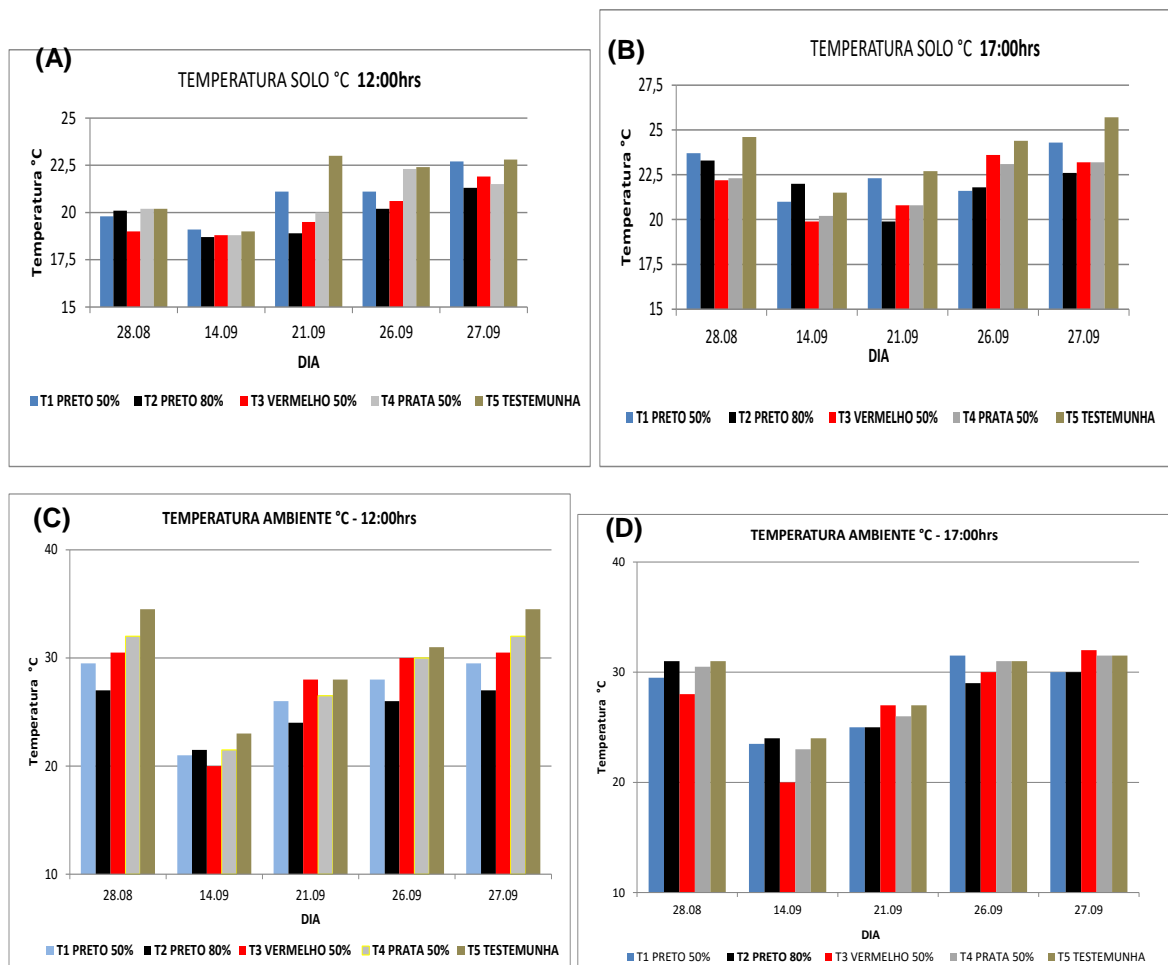 (A)
TEMPERATURA SOLO °C 12:00hrs
Temperatura °C
25
22,5
20
17,5
15
28.08 14.09 21.09 26.09 27.09
DIA
T1 PRETO 50% T2 PRETO 80% T3 VERMELHO 50% T4 PRATA 50% T5 TESTEMUNHA
(B)
TEMPERATURA SOLO °C 17:00hrs
Temperatura °C
27,5
25
22,5
20
17,5
15
28.08 14.09 21.09 26.09 27.09
DIA
T1 PRETO 50% T2 PRETO 80% T3 VERMELHO 50% T4 PRATA 50% T5 TESTEMUNHA
(C)
TEMPERATURA AMBIENTE °C - 12:00hrs
Temperatura °C
40
30
20
10
28.08 14.09 21.09 26.09 27.09
DIA
T1 PRETO 50% T2 PRETO 80% T3 VERMELHO 50% T4 PRATA 50% T5 TESTEMUNHA
(D)
TEMPERATURA AMBIENTE °C - 17:00hrs
Temperatura °C
40
30
20
10
28.08 14.09 21.09 26.09 27.09
DIA
T1 PRETO 50% T2 PRETO 80% T3 VERMELHO 50% T4 PRATA 50% T5 TESTEMUNHA